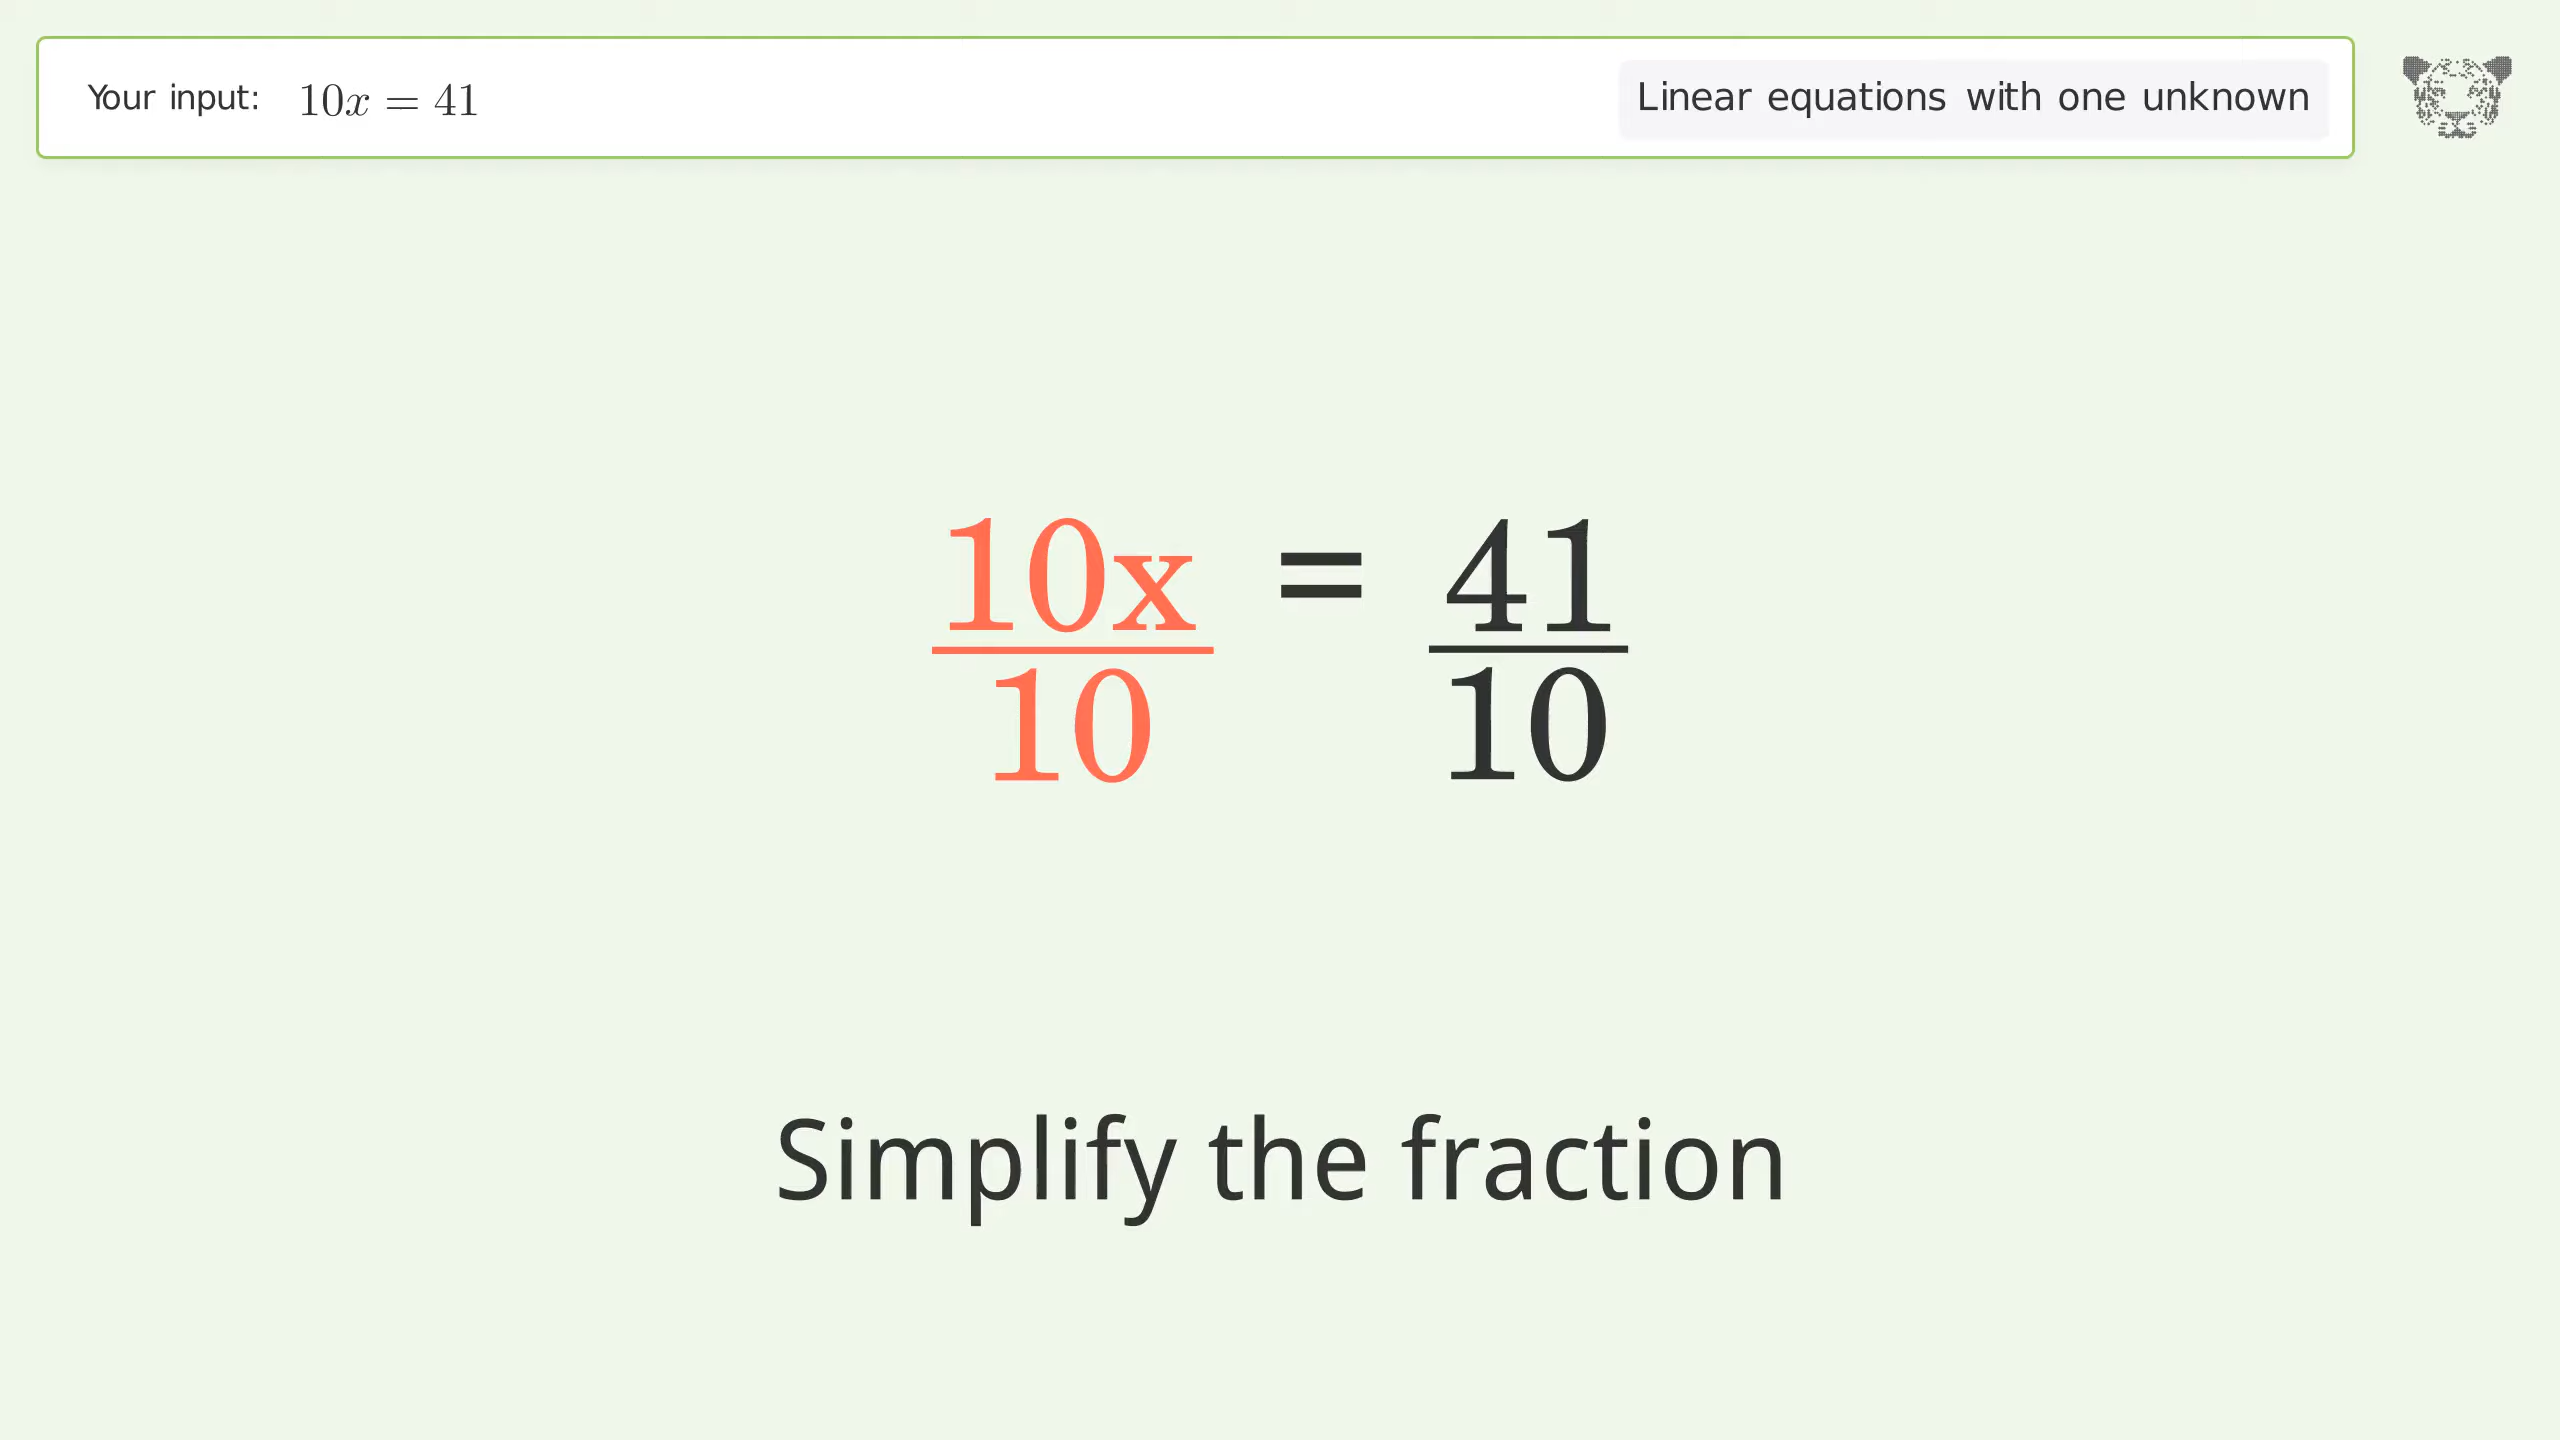 Your input: 10x = 41
Linear equations with one unknown
10x/10 = 41/10
Simplify the fraction